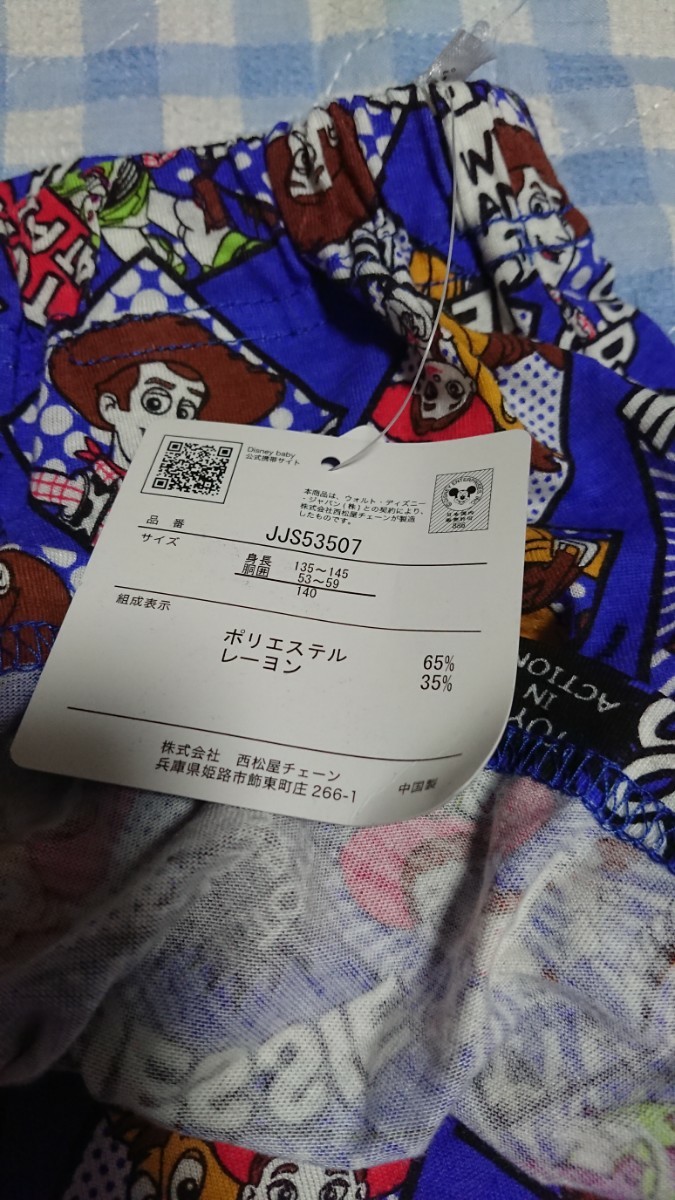 Disney baby
公式携帯サイト
本商品は、ウォルト・ディズニー
・ジャパン(株)との契約により、
株式会社西松屋チェーンが製造
したものです。
品 番 JJS53507
サイズ
身長 135〜145
胴囲 53〜59
140
組成表示
ポリエステル 65%
レーヨン 35%
株式会社 西松屋チェーン
兵庫県姫路市飾東町庄266-1 中国製
IN
ACTION